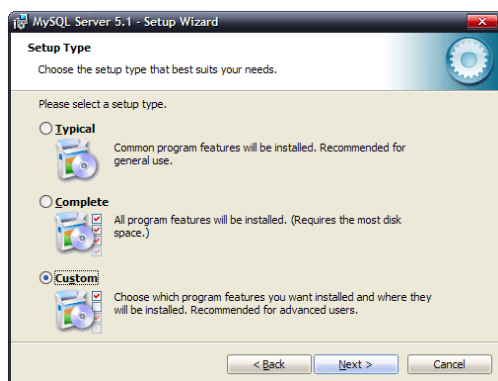 MySQL Server 5.1 - Setup Wizard
Setup Type
Choose the setup type that best suits your needs.
Please select a setup type.
Typical
Common program features will be installed. Recommended for
general use.
Complete
All program features will be installed. (Requires the most disk
space.)
Custom
Choose which program features you want installed and where they
will be installed. Recommended for advanced users.
< Back
Next >
Cancel